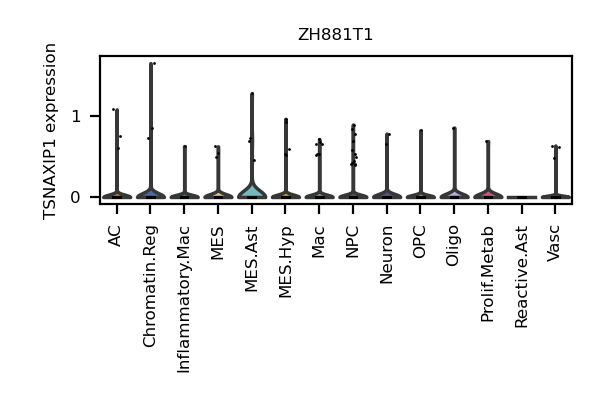 ZH881T1
TSNAXIP1 expression
1
0
AC
Chromatin.Reg
Inflammatory.Mac
MES
MES.Ast
MES.Hyp
Mac
NPC
Neuron
OPC
Oligo
Prolif.Metab
Reactive.Ast
Vasc